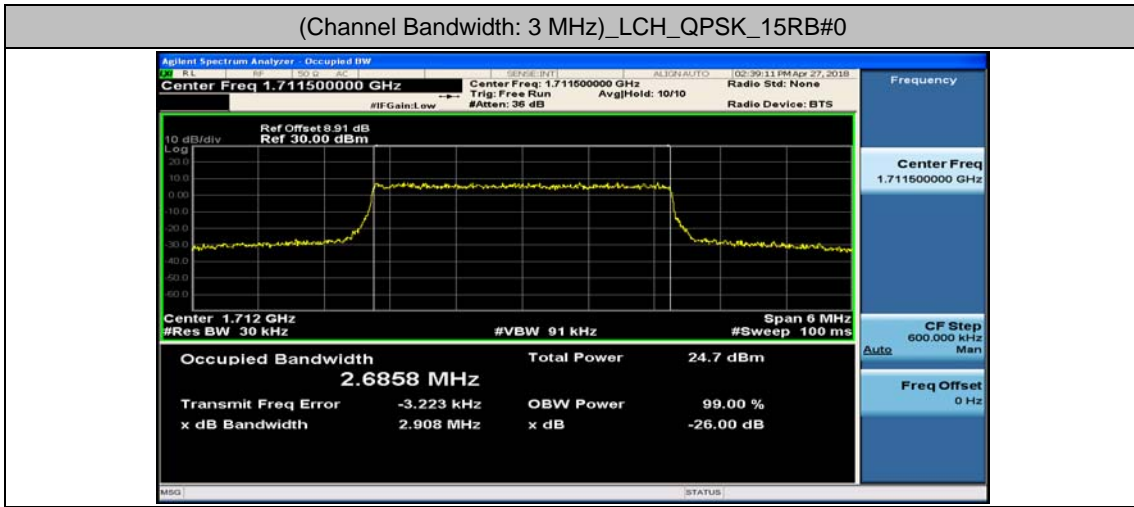 (Channel Bandwidth: 3 MHz)_LCH_QPSK_15RB#0
Agilent Spectrum Analyzer - Occupied BW
LXI RL RF 50 Ω AC SENSE:INT ALIGN AUTO 02:39:11 PM Apr 27, 2018
Center Freq 1.711500000 GHz
Center Freq: 1.711500000 GHz
Radio Std: None
Trig: Free Run Avg|Hold: 10/10
#IFGain:Low #Atten: 36 dB Radio Device: BTS
Frequency
Ref Offset 8.91 dB
10 dB/div Ref 30.00 dBm
Log
20.0
10.0
0.00
-10.0
-20.0
-30.0
-40.0
-50.0
-60.0
Center Freq
1.711500000 GHz
Center 1.712 GHz Span 6 MHz
#Res BW 30 kHz #VBW 91 kHz #Sweep 100 ms
CF Step
600.000 kHz
Auto Man
Occupied Bandwidth Total Power 24.7 dBm
2.6858 MHz
Transmit Freq Error -3.223 kHz OBW Power 99.00 %
x dB Bandwidth 2.908 MHz x dB -26.00 dB
Freq Offset
0 Hz
MSG STATUS